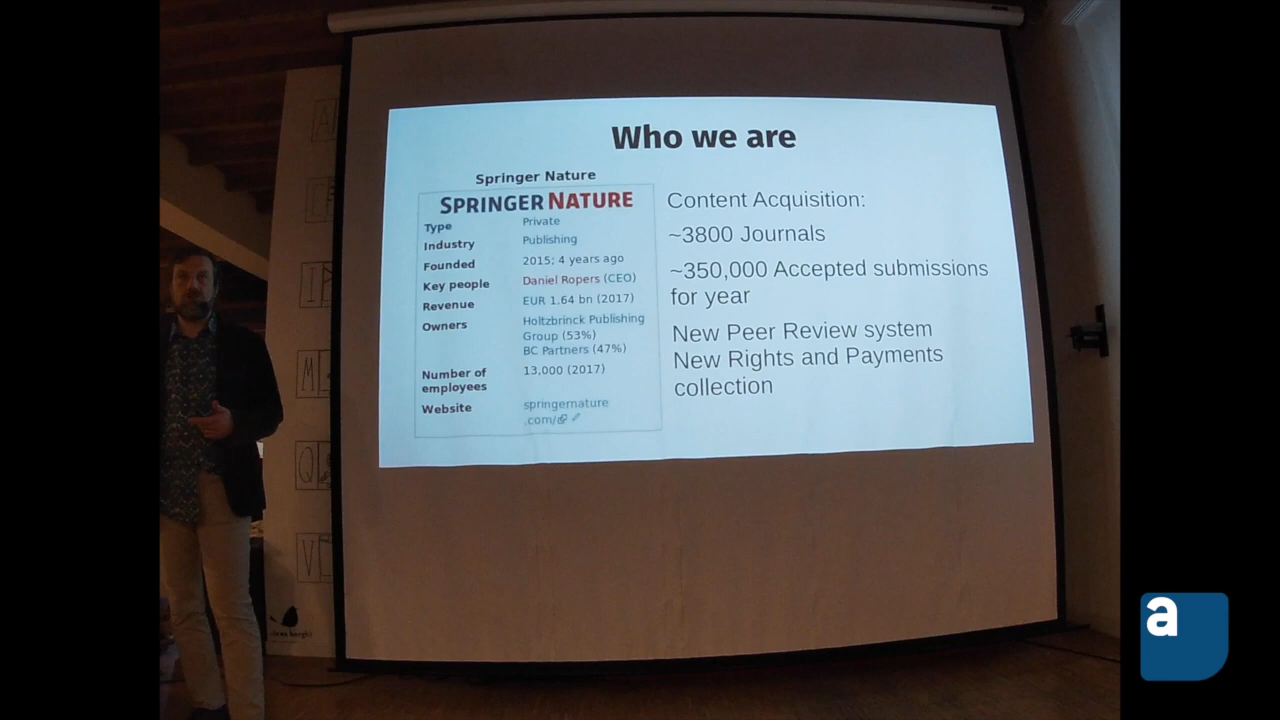 Who we are
Springer Nature
SPRINGER NATURE
Type Private
Industry Publishing
Founded 2015; 4 years ago
Key people Daniel Ropers (CEO)
Revenue EUR 1.64 bn (2017)
Owners Holtzbrinck Publishing
Group (53%)
BC Partners (47%)
Number of 13,000 (2017)
employees
Website springernature
.com/
Content Acquisition:
~3800 Journals
~350,000 Accepted submissions
for year
New Peer Review system
New Rights and Payments
collection
A
I
M
Q
V
a